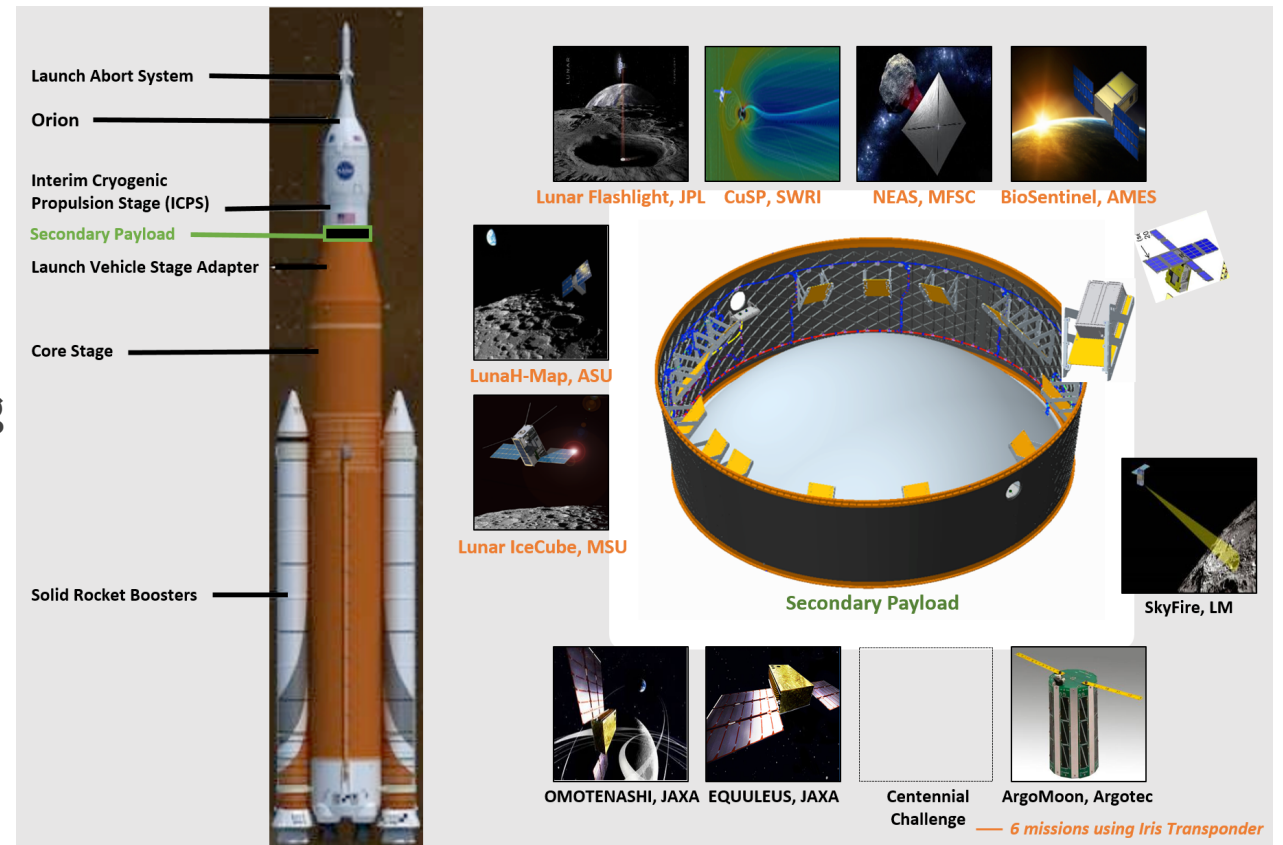 Launch Abort System
Orion
Interim Cryogenic
Propulsion Stage (ICPS)
Secondary Payload
Launch Vehicle Stage Adapter
Core Stage
Solid Rocket Boosters
NASA
Lunar Flashlight, JPL
CuSP, SWRI
NEAS, MFSC
BioSentinel, AMES
LunaH-Map, ASU
Lunar IceCube, MSU
Secondary Payload
SkyFire, LM
OMOTENASHI, JAXA
EQUULEUS, JAXA
Centennial
Challenge
ArgoMoon, Argotec
6 missions using Iris Transponder